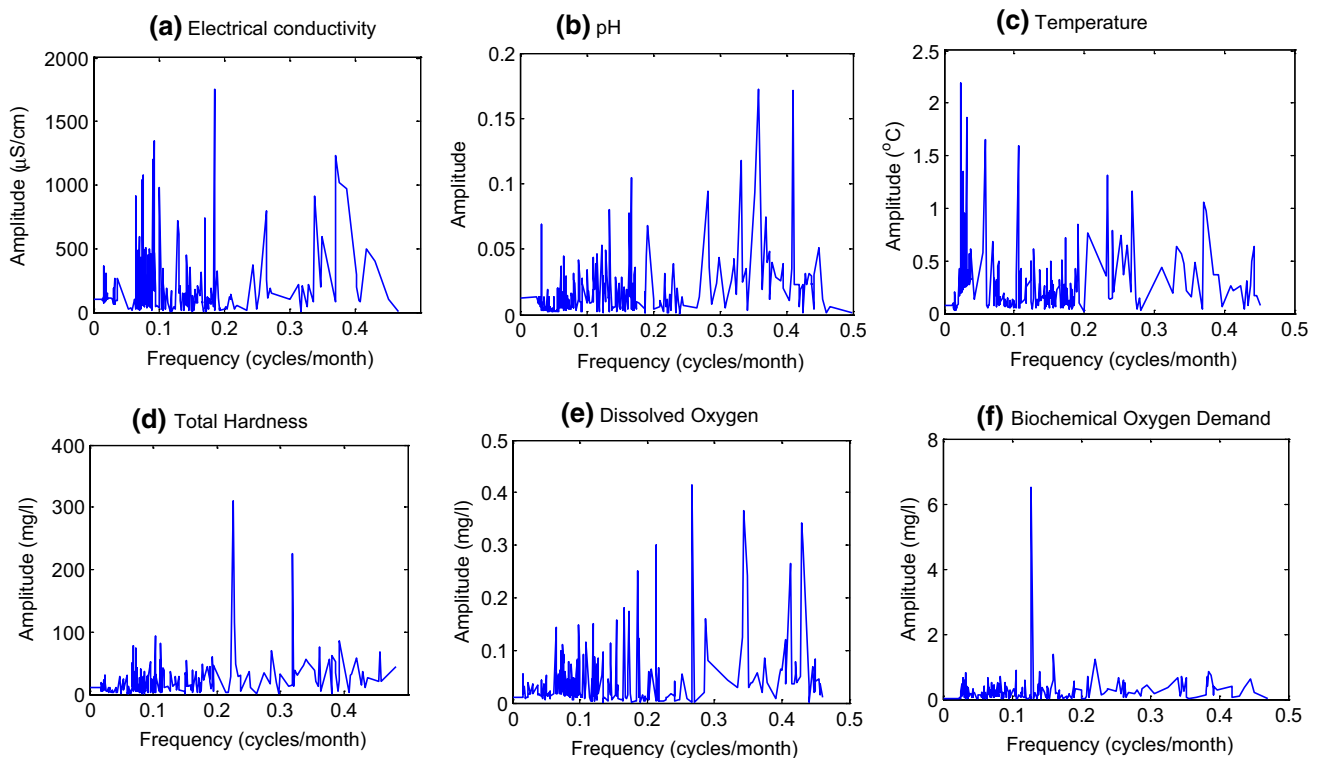 (a) Electrical conductivity
2000
1500
1000
500
0
0 0.1 0.2 0.3 0.4
Amplitude (μS/cm)
Frequency (cycles/month)
(b) pH
0.2
0.15
0.1
0.05
0
0 0.1 0.2 0.3 0.4 0.5
Amplitude
Frequency (cycles/month)
(c) Temperature
2.5
2
1.5
1
0.5
0
0 0.1 0.2 0.3 0.4 0.5
Amplitude (°C)
Frequency (cycles/month)
(d) Total Hardness
400
300
200
100
0
0 0.1 0.2 0.3 0.4
Amplitude (mg/l)
Frequency (cycles/month)
(e) Dissolved Oxygen
0.5
0.4
0.3
0.2
0.1
0
0 0.1 0.2 0.3 0.4 0.5
Amplitude (mg/l)
Frequency (cycles/month)
(f) Biochemical Oxygen Demand
8
6
4
2
0
0 0.1 0.2 0.3 0.4 0.5
Amplitude (mg/l)
Frequency (cycles/month)